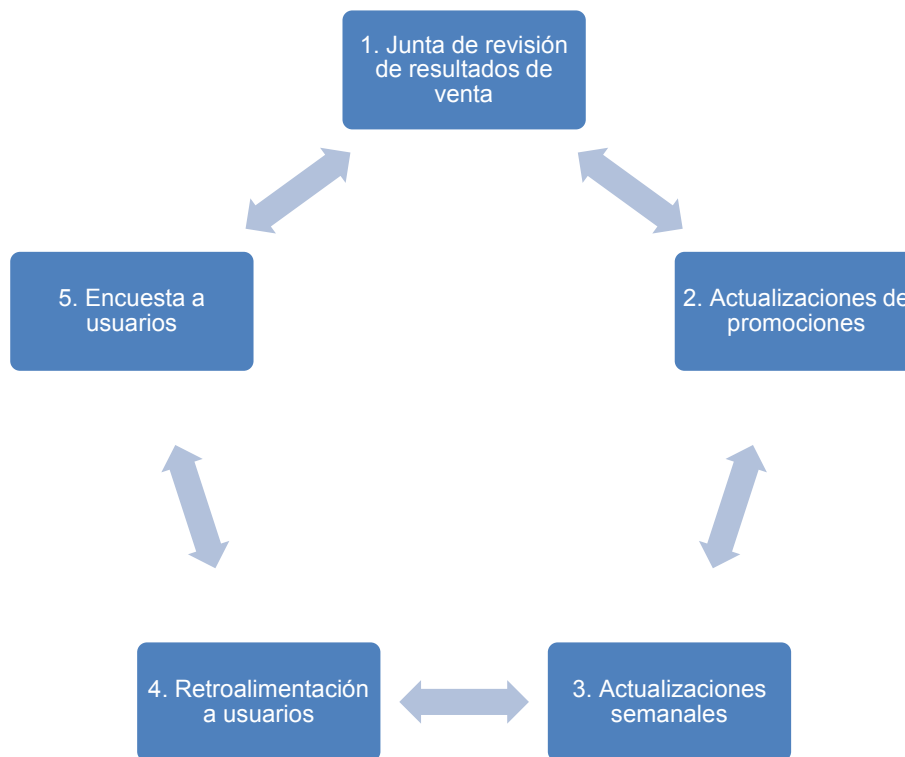 1. Junta de revisión
de resultados de
venta
5. Encuesta a
usuarios
2. Actualizaciones de
promociones
4. Retroalimentación
a usuarios
3. Actualizaciones
semanales